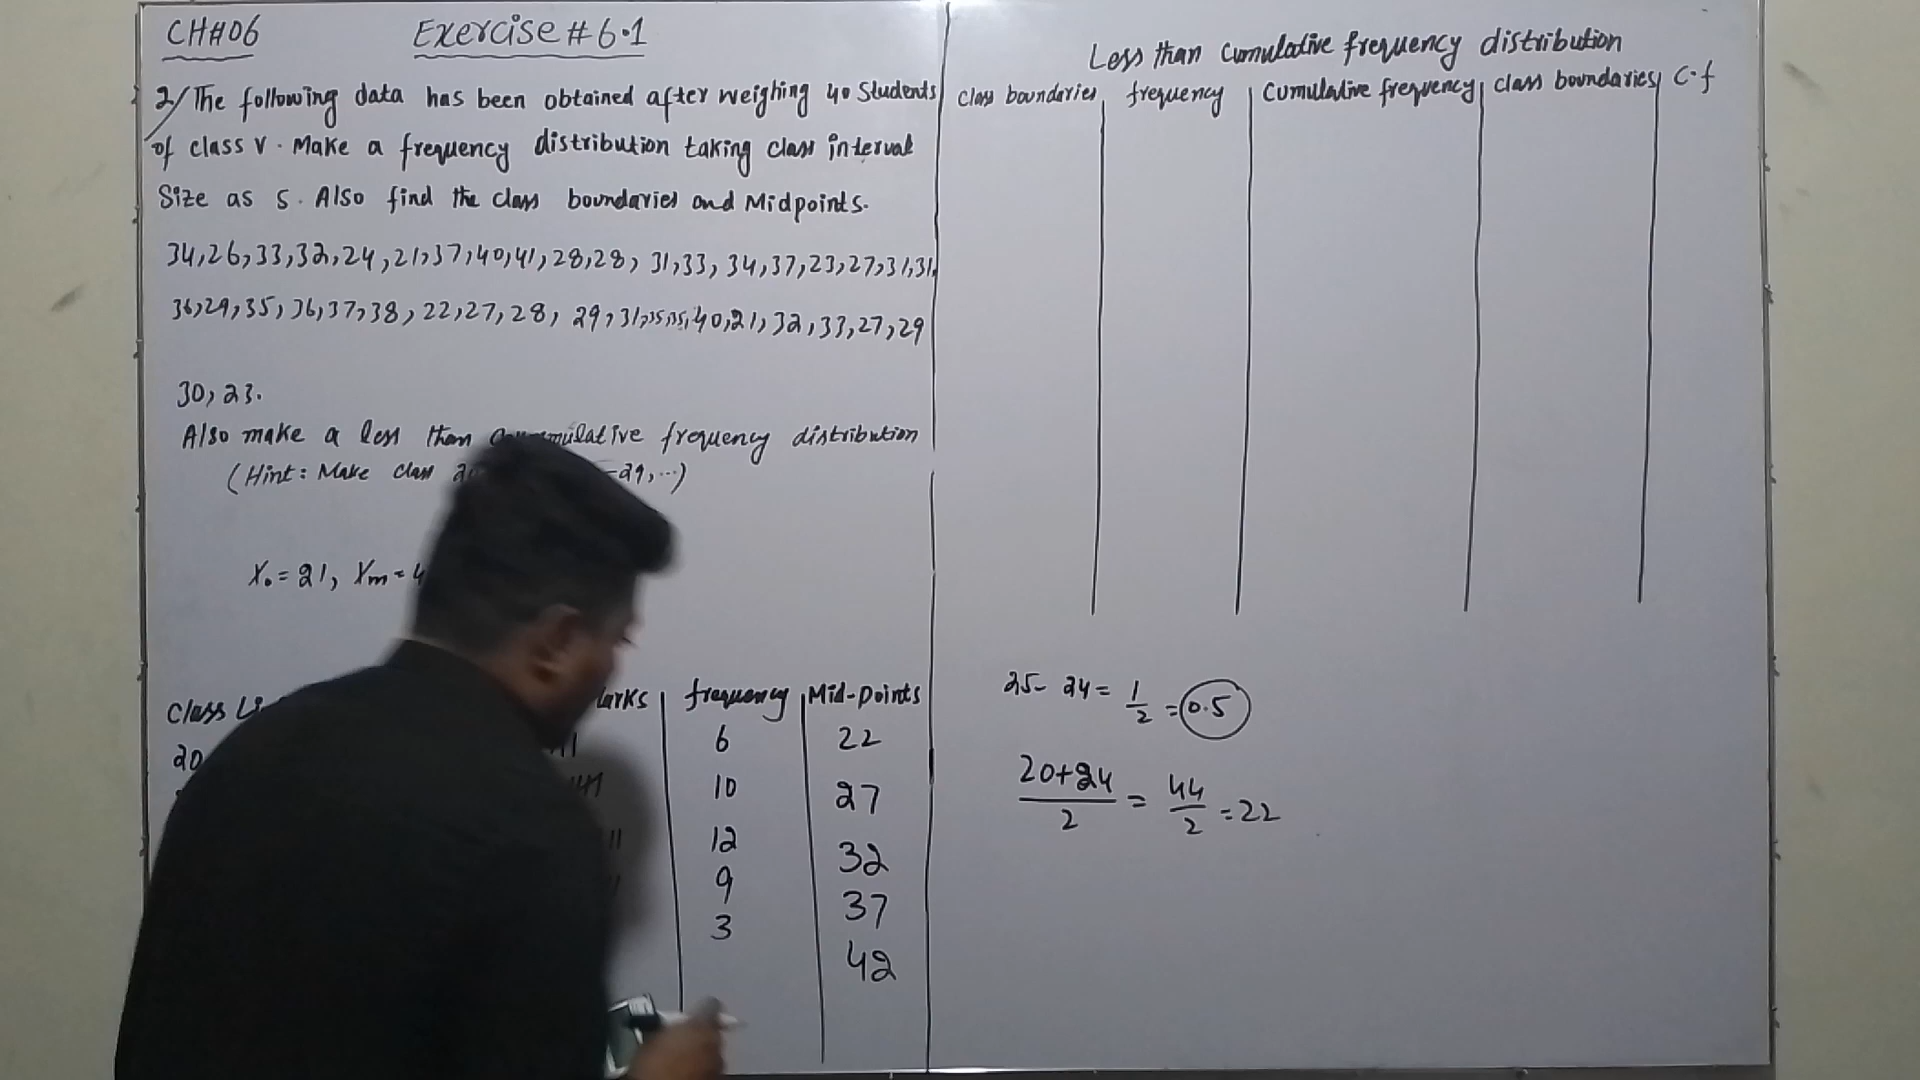 CH#06
Exercise # 6.1
2/ The following data has been obtained after weighing 40 Students
of class V. Make a frequency distribution taking class interval
Size as 5. Also find the class boundaries and Midpoints.
34,26,33,32,24,21,37,40,41,28,28, 31,33, 34,37,23,27,31,31,
36,29,35, 36,37,38, 22,27,28, 29,31,35,35,40,21,32,33,27,29
30, 23.
Also make a less than frequency distribution
(Hint: Make class -29,...)
X₀ = 21, Xm = 4
class Li arks frequency Mid-Points
20 6 22
10 27
12 32
9 37
3 42
Less than cumulative frequency distribution
class boundaries frequency cumulative frequency class boundaries C.f
25- 24 = 1/2 = 0.5
20+24/2 = 44/2 = 22